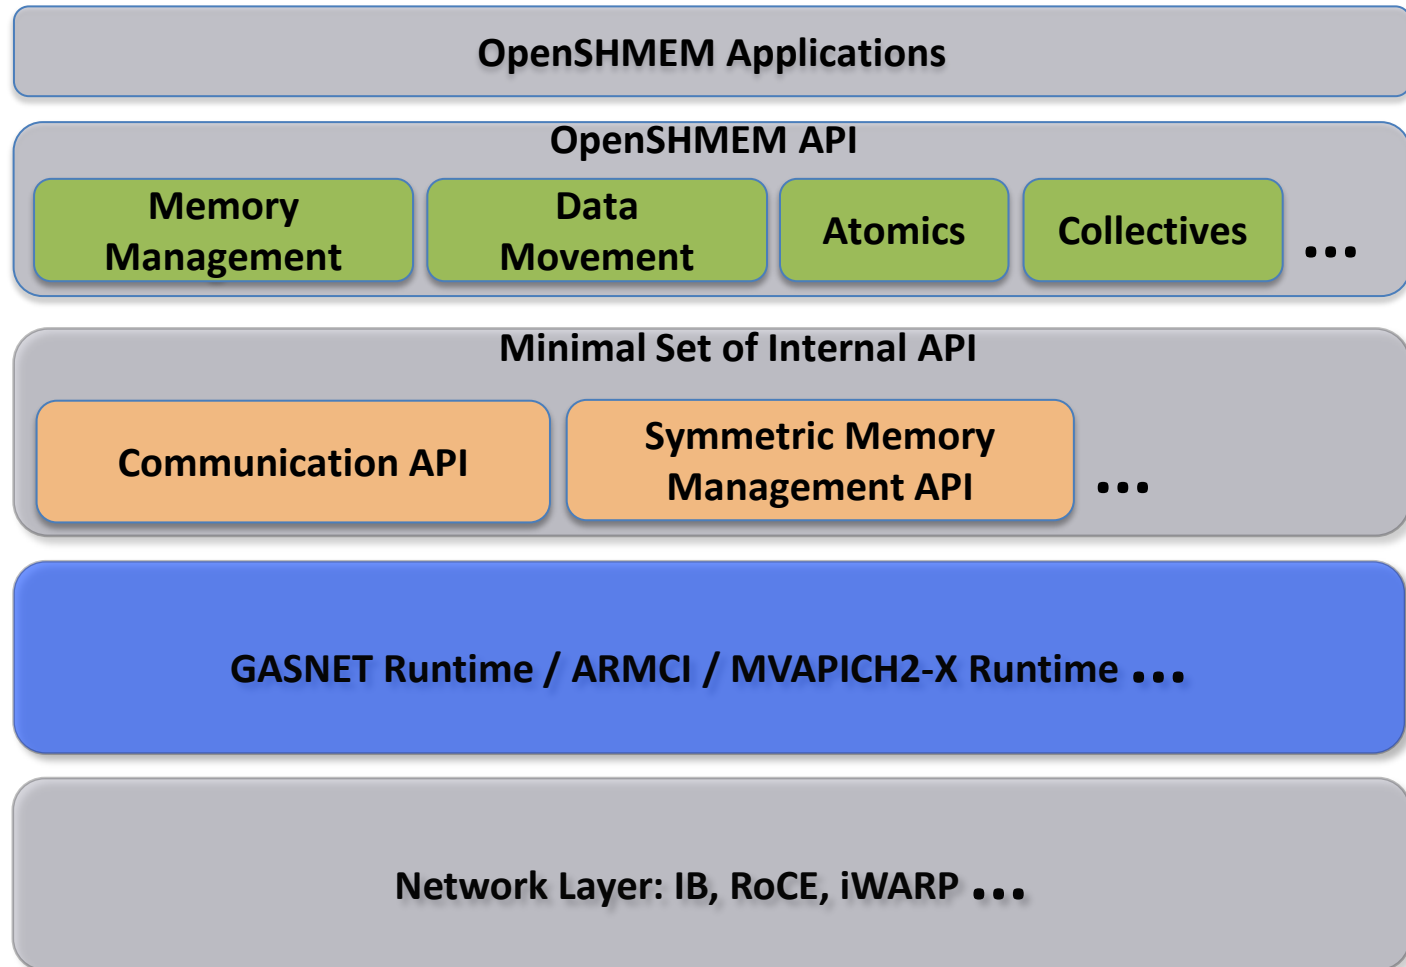 OpenSHMEM Applications
OpenSHMEM API
Memory
Management
Data
Movement
Atomics
Collectives
...
Minimal Set of Internal API
Communication API
Symmetric Memory
Management API
...
GASNET Runtime / ARMCI / MVAPICH2-X Runtime ...
Network Layer: IB, RoCE, iWARP ...